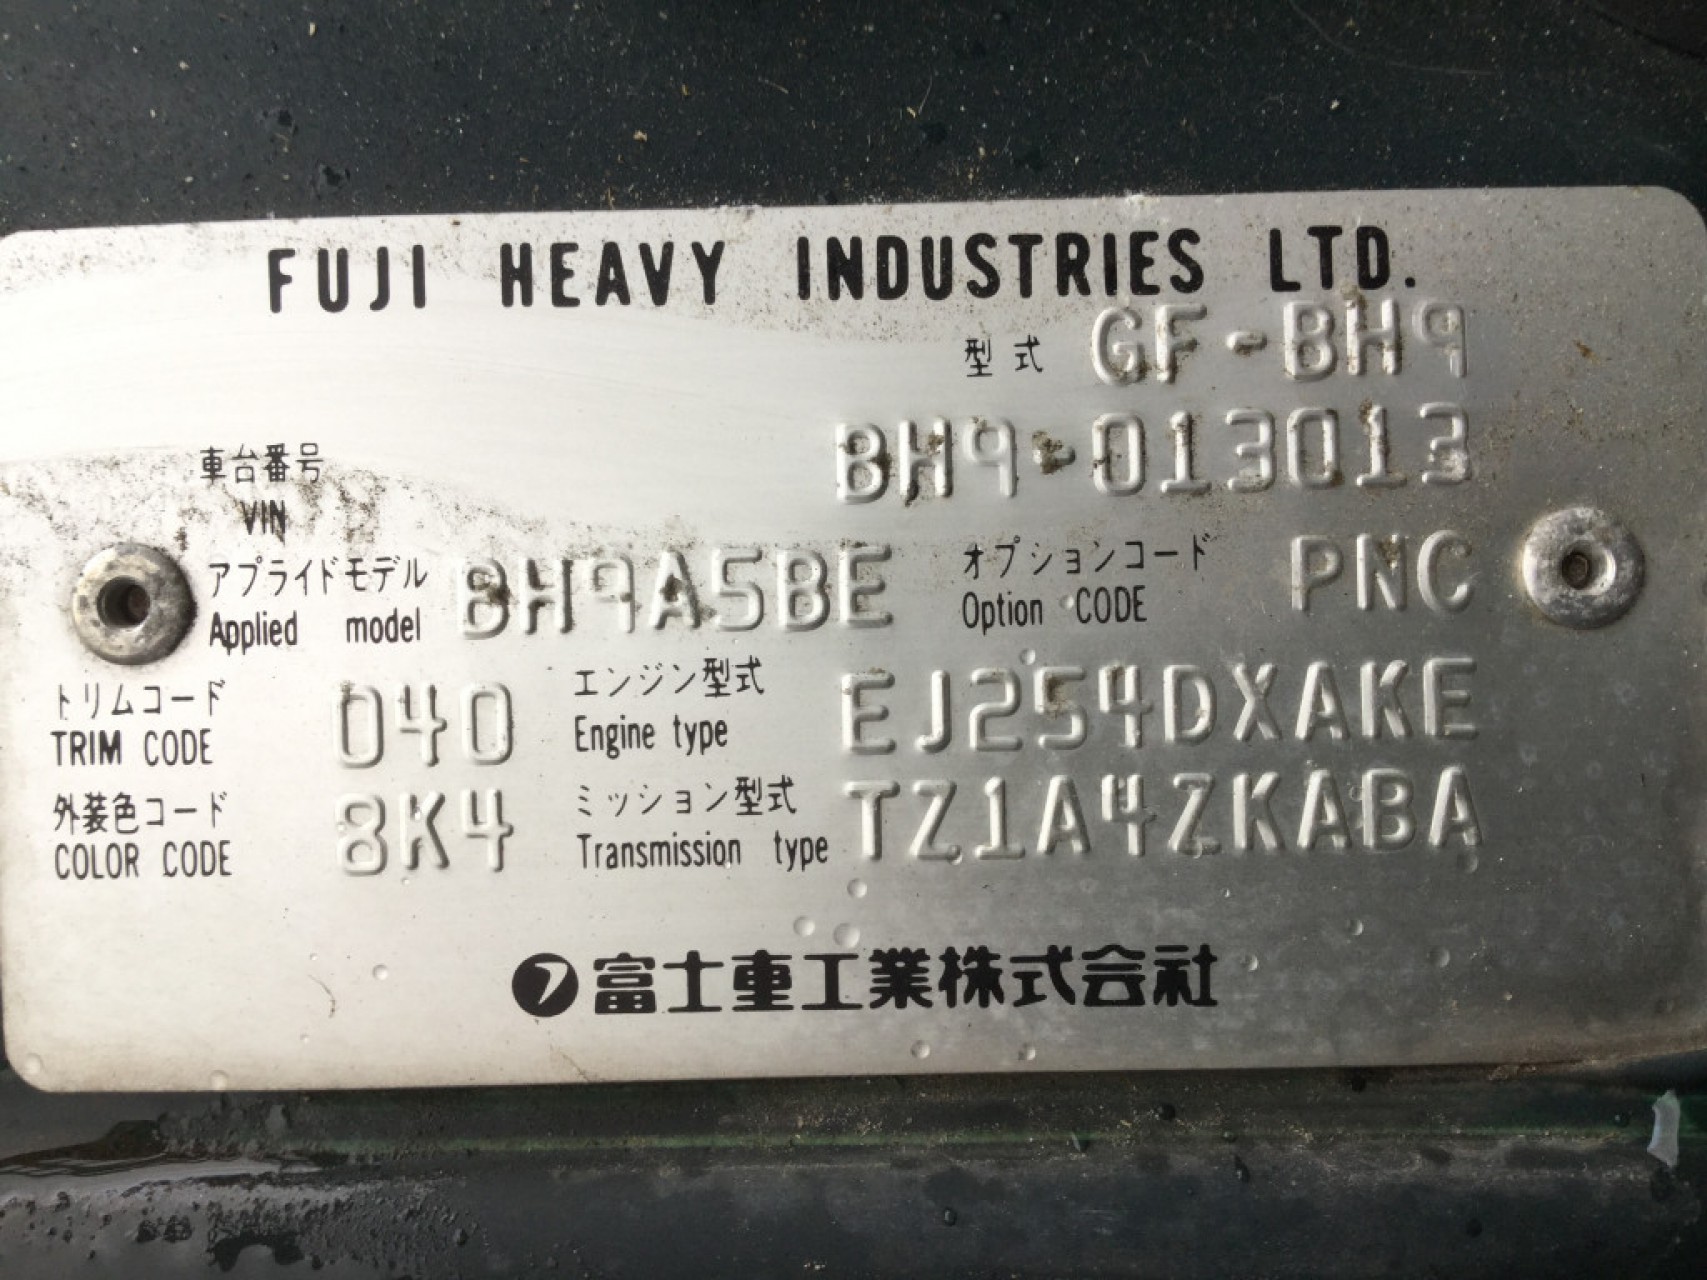 FUJI HEAVY INDUSTRIES LTD.
型式 GF-BH9
車台番号 BH9-013013
VIN
アプライドモデル BH9A5BE オプションコード PNC
Applied model Option CODE
トリムコード 040 エンジン型式 EJ254DXAKE
TRIM CODE Engine type
外装色コード 8K4 ミッション型式 TZ1A4ZKABA
COLOR CODE Transmission type
富士重工業株式会社